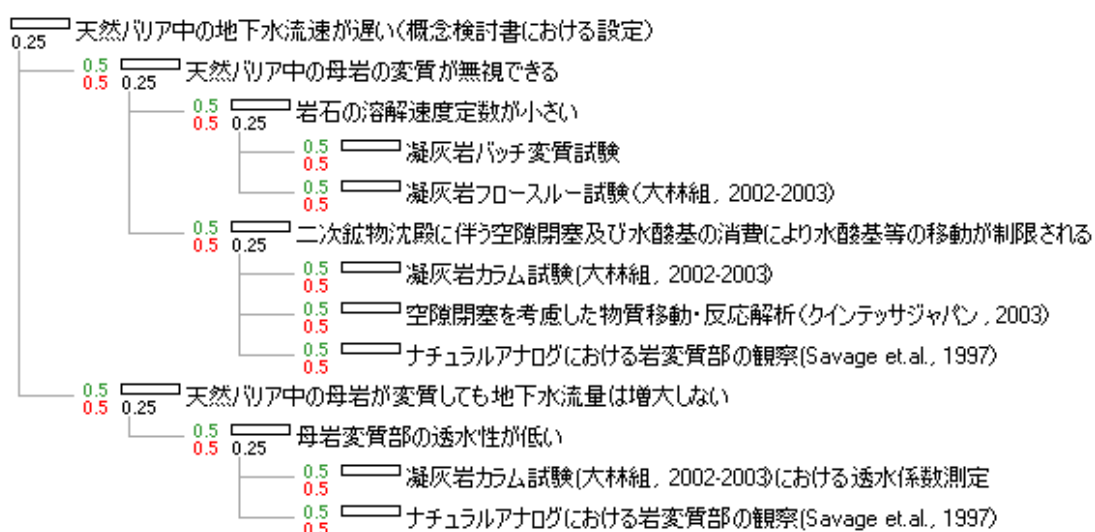 天然バリア中の地下水流速が遅い(概念検討書における設定)
0.25
0.5 天然バリア中の母岩の変質が無視できる
0.5 0.25
0.5 岩石の溶解速度定数が小さい
0.5 0.25
0.5 凝灰岩バッチ変質試験
0.5
0.5 凝灰岩フロースルー試験(大林組, 2002-2003)
0.5
0.5 二次鉱物沈殿に伴う空隙閉塞及び水酸基の消費により水酸基等の移動が制限される
0.5 0.25
0.5 凝灰岩カラム試験(大林組, 2002-2003)
0.5
0.5 空隙閉塞を考慮した物質移動・反応解析(クインテッサジャパン, 2003)
0.5
0.5 ナチュラルアナログにおける岩変質部の観察(Savage et.al., 1997)
0.5
0.5 天然バリア中の母岩が変質しても地下水流量は増大しない
0.5 0.25
0.5 母岩変質部の透水性が低い
0.5 0.25
0.5 凝灰岩カラム試験(大林組, 2002-2003)における透水係数測定
0.5
0.5 ナチュラルアナログにおける岩変質部の観察(Savage et.al., 1997)
0.5